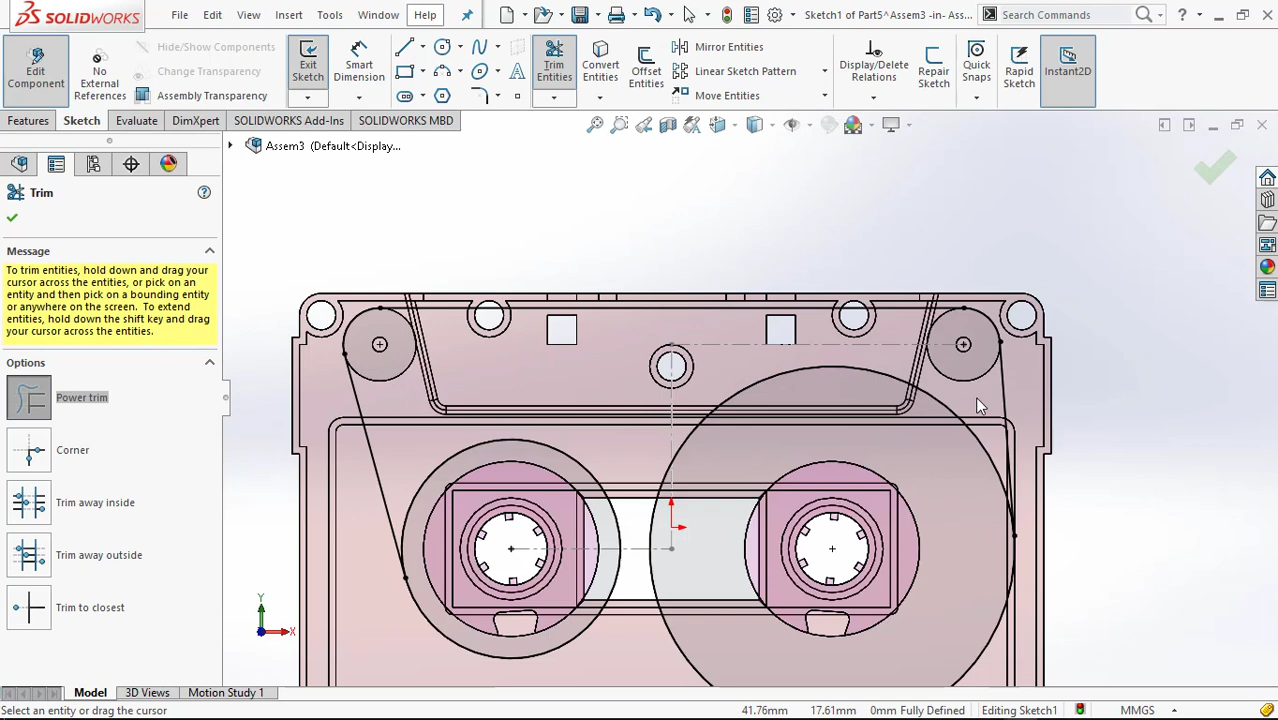 SOLIDWORKS
File
Edit
View
Insert
Tools
Window
Help
Sketch1 of Part5^Assem3 -in- Ass...
Search Commands
Edit
Component
No
External
References
Hide/Show Components
Change Transparency
Assembly Transparency
Exit
Sketch
Smart
Dimension
Trim
Entities
Convert
Entities
Offset
Entities
Mirror Entities
Linear Sketch Pattern
Move Entities
Display/Delete
Relations
Repair
Sketch
Quick
Snaps
Rapid
Sketch
Instant2D
Features
Sketch
Evaluate
DimXpert
SOLIDWORKS Add-Ins
SOLIDWORKS MBD
Assem3 (Default<Display...
Trim
Message
To trim entities, hold down and drag your
cursor across the entities, or pick on an
entity and then pick on a bounding entity
or anywhere on the screen. To extend
entities, hold down the shift key and drag
your cursor across the entities.
Options
Power trim
Corner
Trim away inside
Trim away outside
Trim to closest
Y
X
Model
3D Views
Motion Study 1
Select an entity or drag the cursor
41.76mm
17.61mm
0mm Fully Defined
Editing Sketch1
MMGS